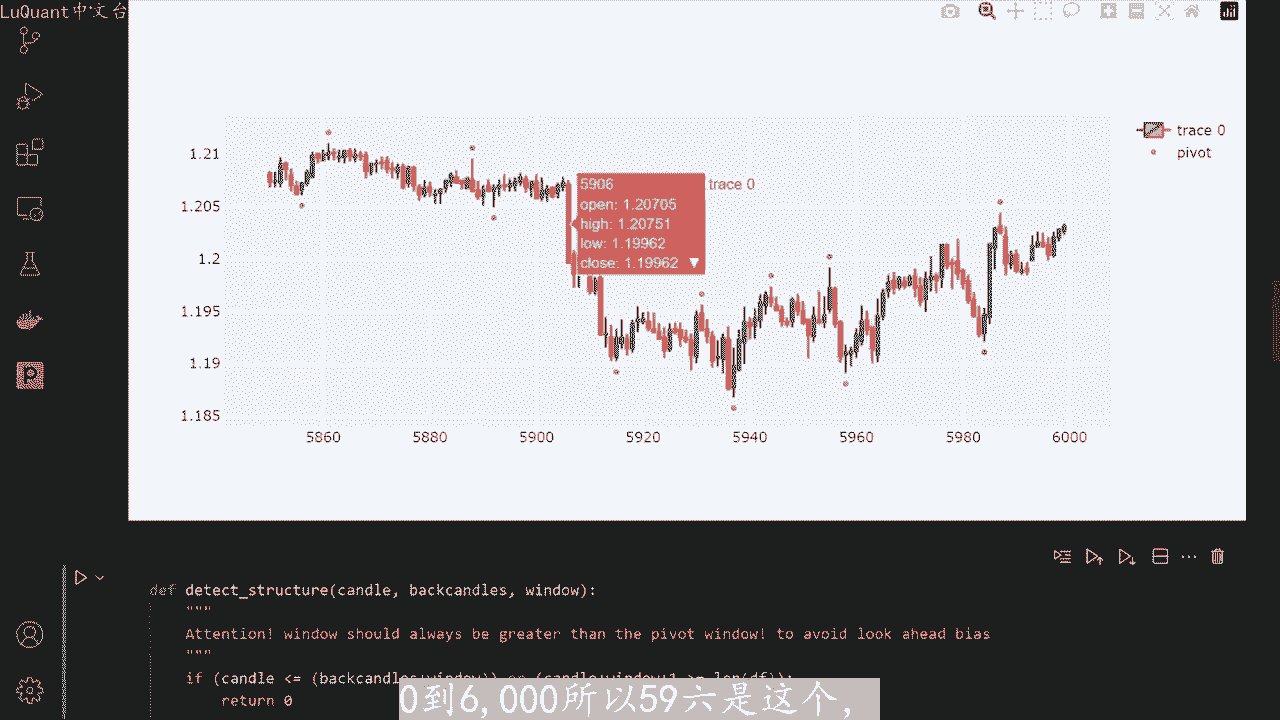 LuQuant中文台
trace 0
pivot
1.21
1.205
1.2
1.195
1.19
1.185
5906
open: 1.20705
high: 1.20751
low: 1.19962
close: 1.19962 ▼
trace 0
5860 5880 5900 5920 5940 5960 5980 6000
def detect_structure(candle, backcandles, window):
"""
Attention! window should always be greater than the pivot window! to avoid look ahead bias
"""
if (candle <= (backcandles+window)) or (candle+window+1 >= len(df)):
return 0
0到6,000所以59六是这个,